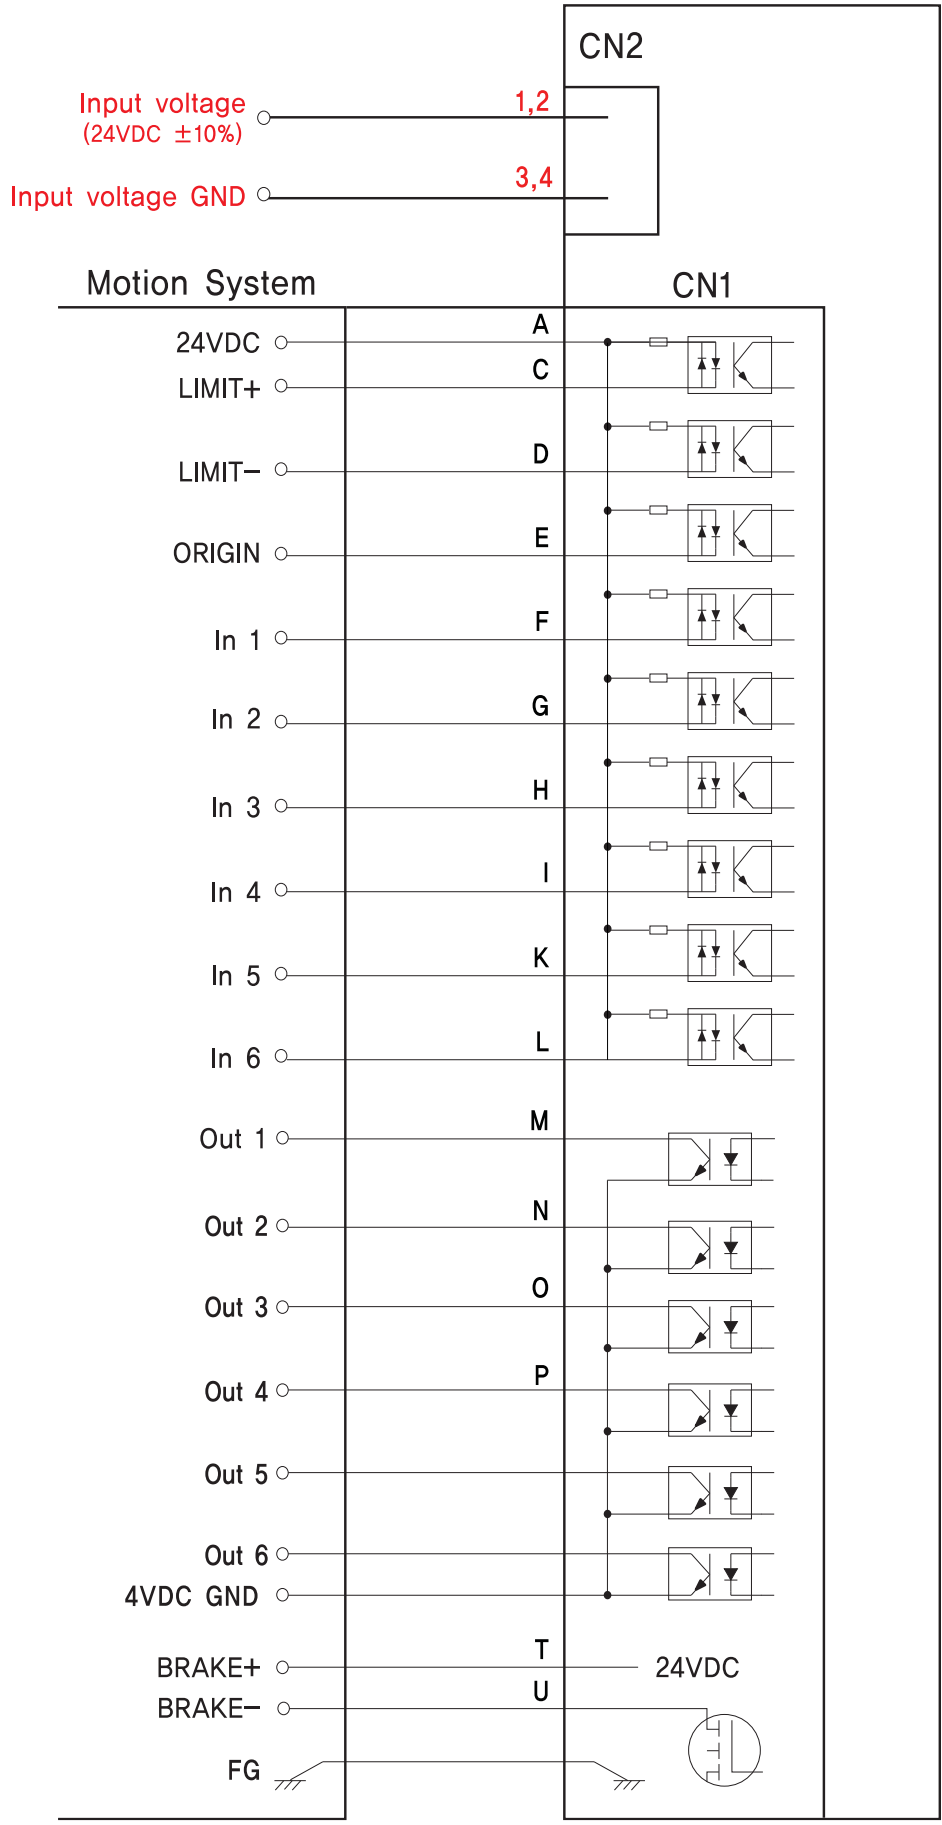 CN2
Input voltage 1,2
(24VDC ±10%)
Input voltage GND 3,4
Motion System CN1
24VDC A
LIMIT+ C
LIMIT− D
ORIGIN E
In 1 F
In 2 G
In 3 H
In 4 I
In 5 K
In 6 L
Out 1 M
Out 2 N
Out 3 O
Out 4 P
Out 5
Out 6
4VDC GND
BRAKE+ T 24VDC
BRAKE− U
FG